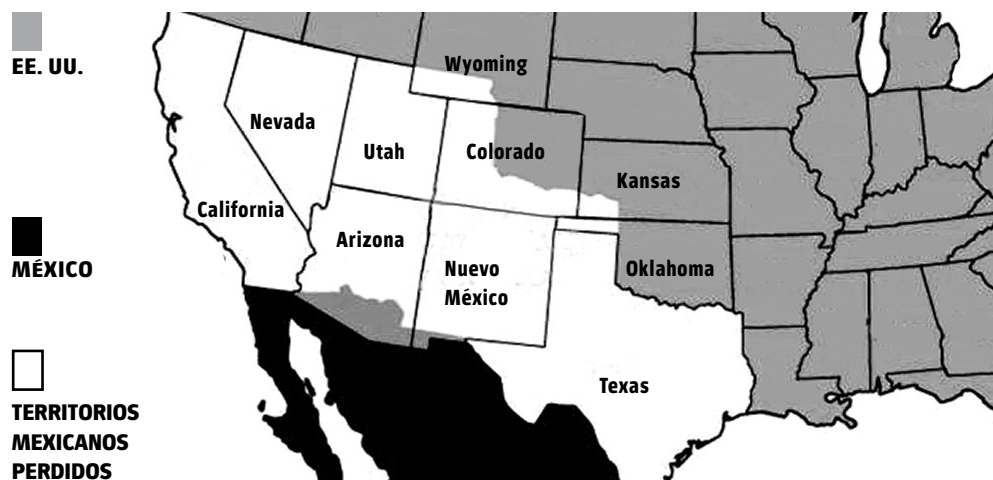 EE. UU.
MÉXICO
TERRITORIOS
MEXICANOS
PERDIDOS
Wyoming
Nevada
Utah
Colorado
Kansas
California
Arizona
Nuevo
México
Oklahoma
Texas